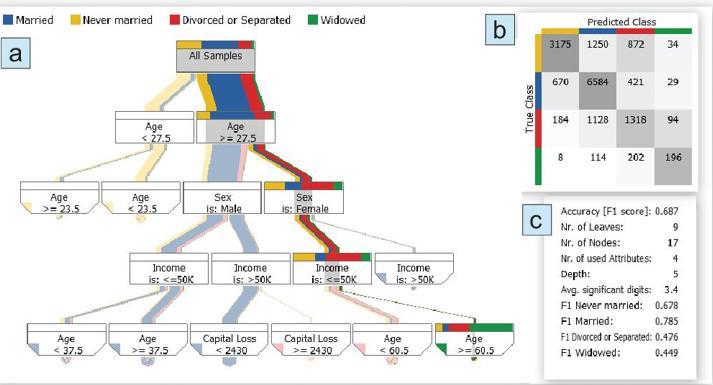 Married Never married Divorced or Separated Widowed
a
All Samples
Age
< 27.5
Age
>= 27.5
Age
>= 23.5
Age
< 23.5
Sex
is: Male
Sex
is: Female
Income
is: <=50K
Income
is: >50K
Income
is: <=50K
Income
is: >50K
Age
< 37.5
Age
>= 37.5
Capital Loss
< 2430
Capital Loss
>= 2430
Age
< 60.5
Age
>= 60.5
b
Predicted Class
True Class
3175 1250 872 34
670 6584 421 29
184 1128 1318 94
8 114 202 196
c
Accuracy [F1 score]: 0.687
Nr. of Leaves: 9
Nr. of Nodes: 17
Nr. of used Attributes: 4
Depth: 5
Avg. significant digits: 3.4
F1 Never married: 0.678
F1 Married: 0.785
F1 Divorced or Separated: 0.476
F1 Widowed: 0.449